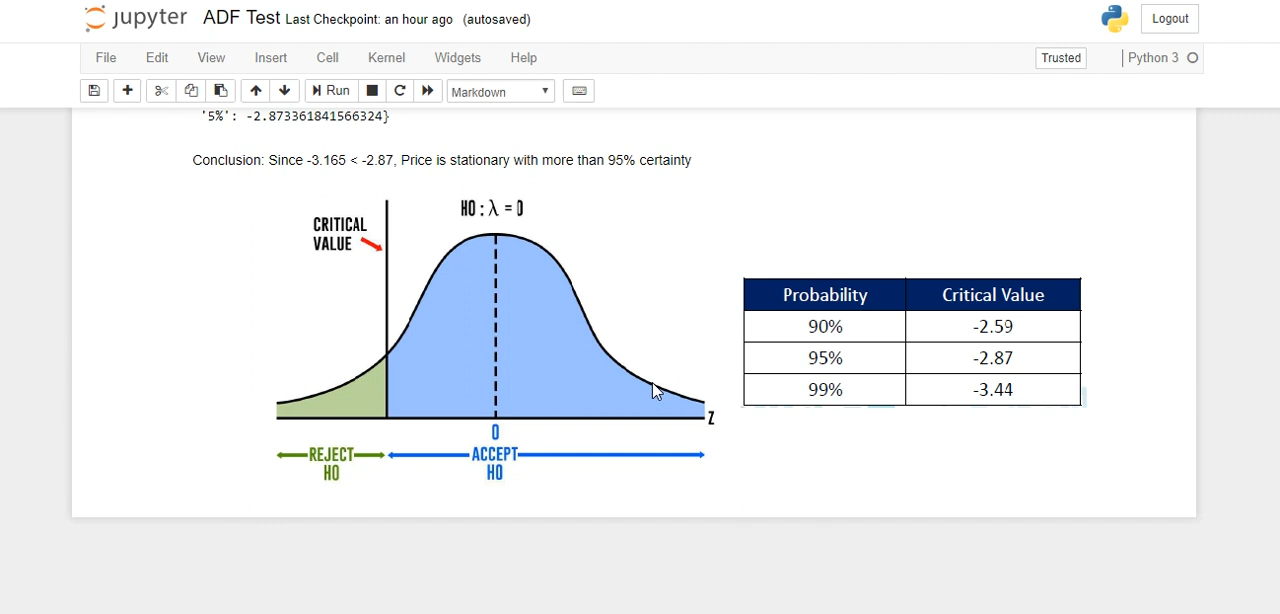 jupyter ADF Test Last Checkpoint: an hour ago (autosaved)
Logout
File Edit View Insert Cell Kernel Widgets Help
Trusted
Python 3
Run
Markdown
'5%': -2.873361841566324}
Conclusion: Since -3.165 < -2.87, Price is stationary with more than 95% certainty
H0 : λ = 0
CRITICAL
VALUE
Z
0
REJECT
H0
ACCEPT
H0
Probability Critical Value
90% -2.59
95% -2.87
99% -3.44